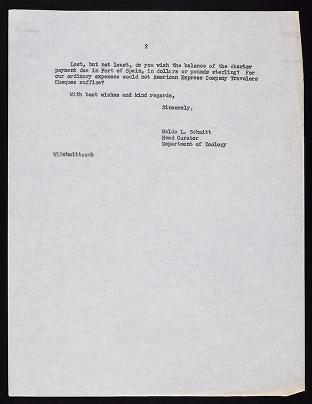 2
Last, but not least, do you wish the balance of the charter
payment due in Port of Spain, in dollars or pounds sterling? For
our ordinary expenses would not American Express Company Travelers
Cheques suffice?
With best wishes and kind regards,
Sincerely,
Waldo L. Schmitt
Head Curator
Department of Zoology
WLSchmitt:mvh